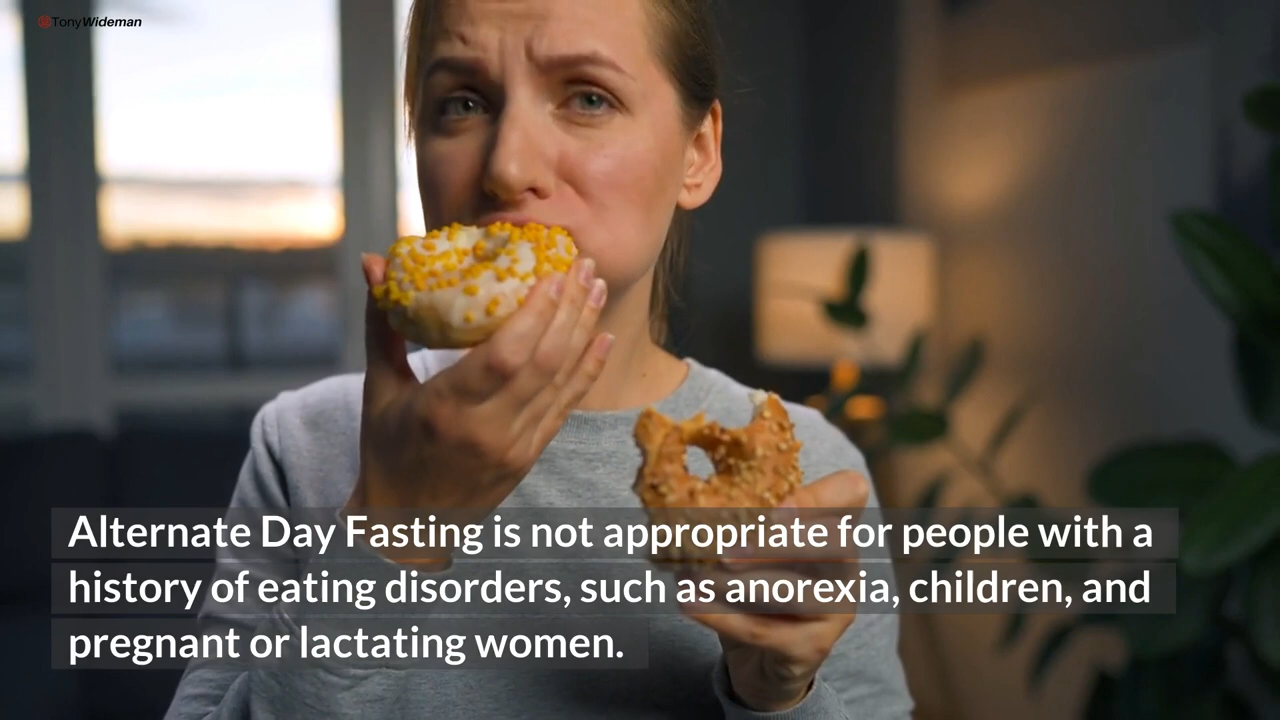 TonyWideman
Alternate Day Fasting is not appropriate for people with a
history of eating disorders, such as anorexia, children, and
pregnant or lactating women.